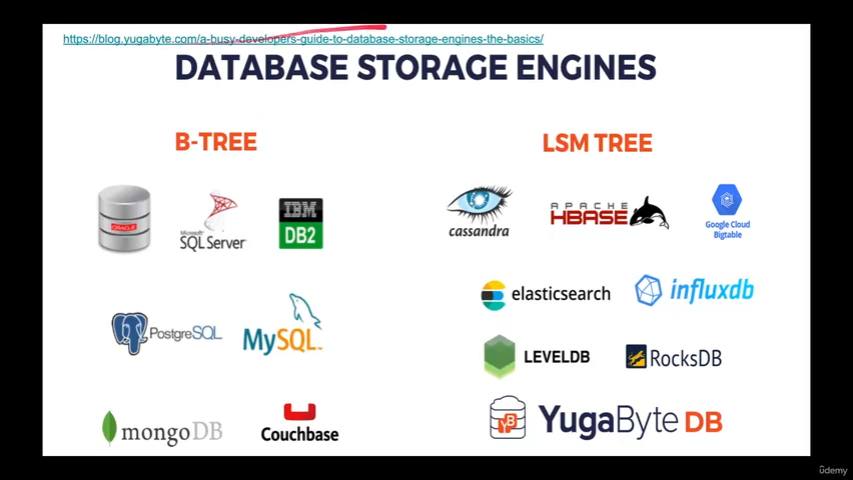 https://blog.yugabyte.com/a-busy-developers-guide-to-database-storage-engines-the-basics/
DATABASE STORAGE ENGINES
B-TREE
LSM TREE
ORACLE
Microsoft
SQL Server
IBM
DB2
PostgreSQL
MySQL
mongoDB
Couchbase
cassandra
APACHE
HBASE
Google Cloud
Bigtable
elasticsearch
influxdb
LEVELDB
RocksDB
YB
YugaByte DB
udemy